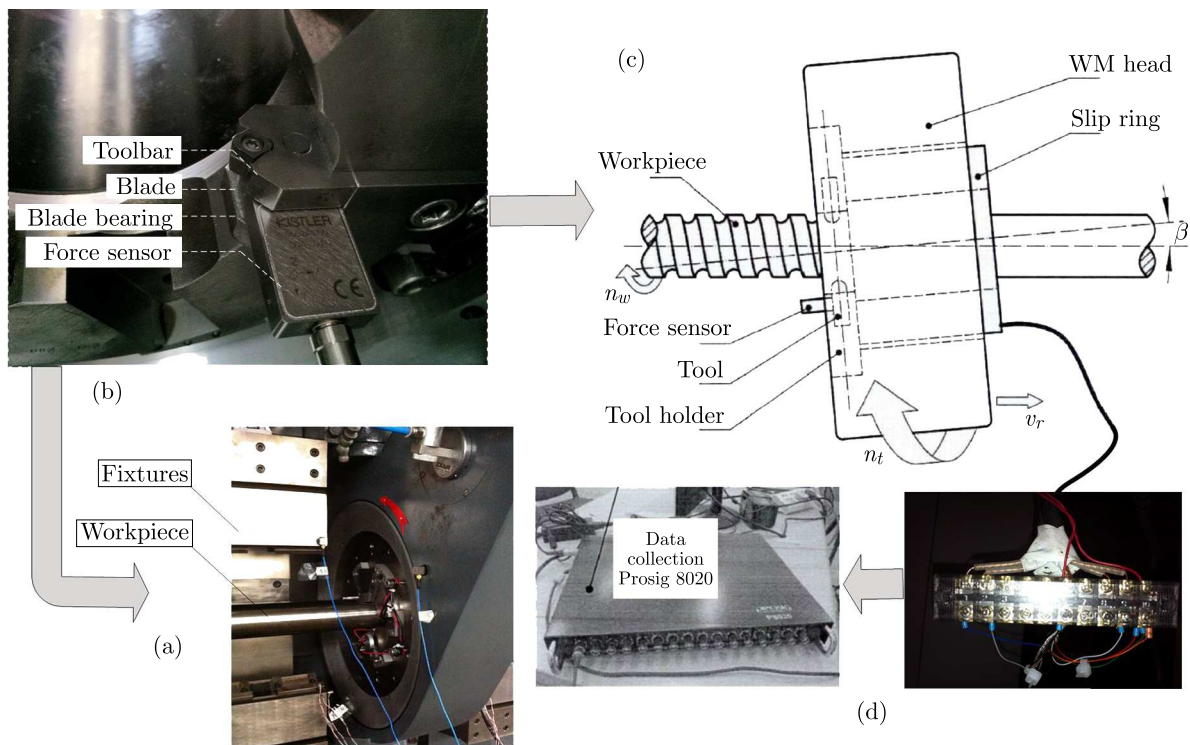 Toolbar
Blade
Blade bearing
Force sensor
KISTLER
CE
(b)
(c)
WM head
Slip ring
Workpiece
β
n_w
Force sensor
Tool
Tool holder
v_r
n_t
Fixtures
Workpiece
(a)
Data
collection
Prosig 8020
(d)